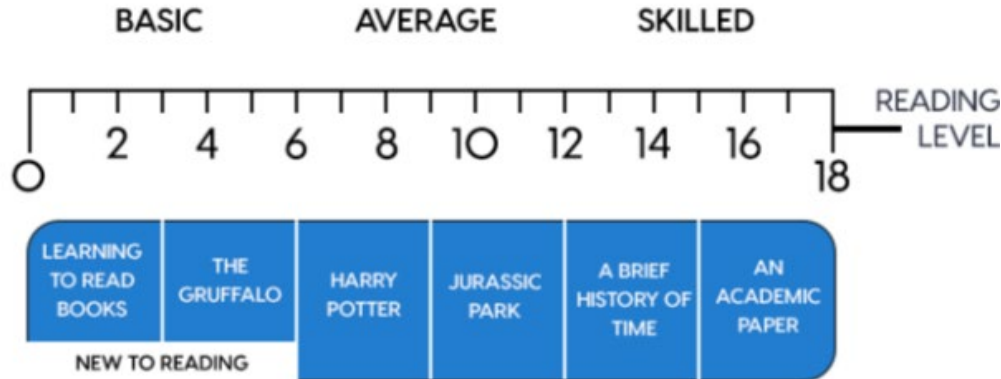 BASIC AVERAGE SKILLED
READING
LEVEL
0 2 4 6 8 10 12 14 16 18
LEARNING
TO READ
BOOKS
THE
GRUFFALO
HARRY
POTTER
JURASSIC
PARK
A BRIEF
HISTORY OF
TIME
AN
ACADEMIC
PAPER
NEW TO READING